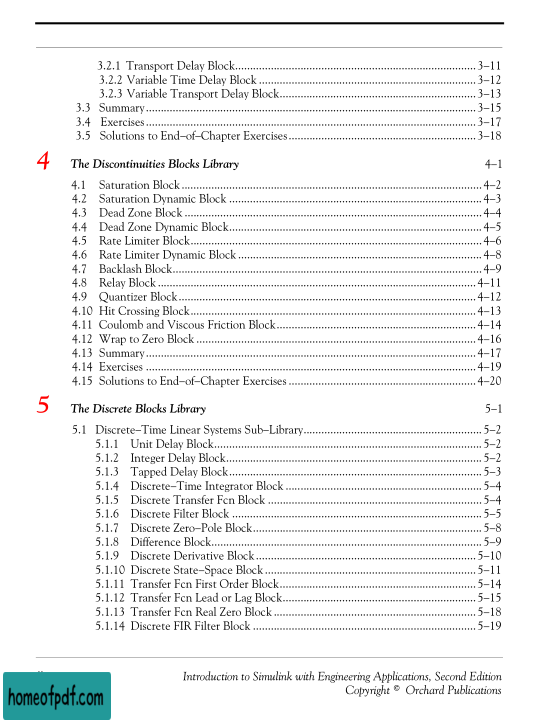 3.2.1 Transport Delay Block................................................................................ 3–11
3.2.2 Variable Time Delay Block ........................................................................ 3–12
3.2.3 Variable Transport Delay Block................................................................. 3–13
3.3 Summary............................................................................................................. 3–15
3.4 Exercises............................................................................................................. 3–17
3.5 Solutions to End–of–Chapter Exercises.............................................................. 3–18
4 The Discontinuities Blocks Library 4–1
4.1 Saturation Block .................................................................................................... 4–2
4.2 Saturation Dynamic Block .................................................................................... 4–3
4.3 Dead Zone Block ................................................................................................... 4–4
4.4 Dead Zone Dynamic Block.................................................................................... 4–5
4.5 Rate Limiter Block................................................................................................. 4–6
4.6 Rate Limiter Dynamic Block ................................................................................. 4–8
4.7 Backlash Block....................................................................................................... 4–9
4.8 Relay Block ......................................................................................................... 4–11
4.9 Quantizer Block................................................................................................... 4–12
4.10 Hit Crossing Block............................................................................................... 4–13
4.11 Coulomb and Viscous Friction Block................................................................... 4–14
4.12 Wrap to Zero Block ............................................................................................. 4–16
4.13 Summary.............................................................................................................. 4–17
4.14 Exercises .............................................................................................................. 4–19
4.15 Solutions to End–of–Chapter Exercises ............................................................... 4–20
5 The Discrete Blocks Library 5–1
5.1 Discrete–Time Linear Systems Sub–Library............................................................ 5–2
5.1.1 Unit Delay Block......................................................................................... 5–2
5.1.2 Integer Delay Block..................................................................................... 5–2
5.1.3 Tapped Delay Block.................................................................................... 5–3
5.1.4 Discrete–Time Integrator Block .................................................................. 5–4
5.1.5 Discrete Transfer Fcn Block ........................................................................ 5–4
5.1.6 Discrete Filter Block ................................................................................... 5–5
5.1.7 Discrete Zero–Pole Block............................................................................ 5–8
5.1.8 Difference Block.......................................................................................... 5–9
5.1.9 Discrete Derivative Block.......................................................................... 5–10
5.1.10 Discrete State–Space Block ...................................................................... 5–11
5.1.11 Transfer Fcn First Order Block.................................................................. 5–14
5.1.12 Transfer Fcn Lead or Lag Block................................................................. 5–15
5.1.13 Transfer Fcn Real Zero Block .................................................................... 5–18
5.1.14 Discrete FIR Filter Block ........................................................................... 5–19
Introduction to Simulink with Engineering Applications, Second Edition
Copyright © Orchard Publications
homeofpdf.com